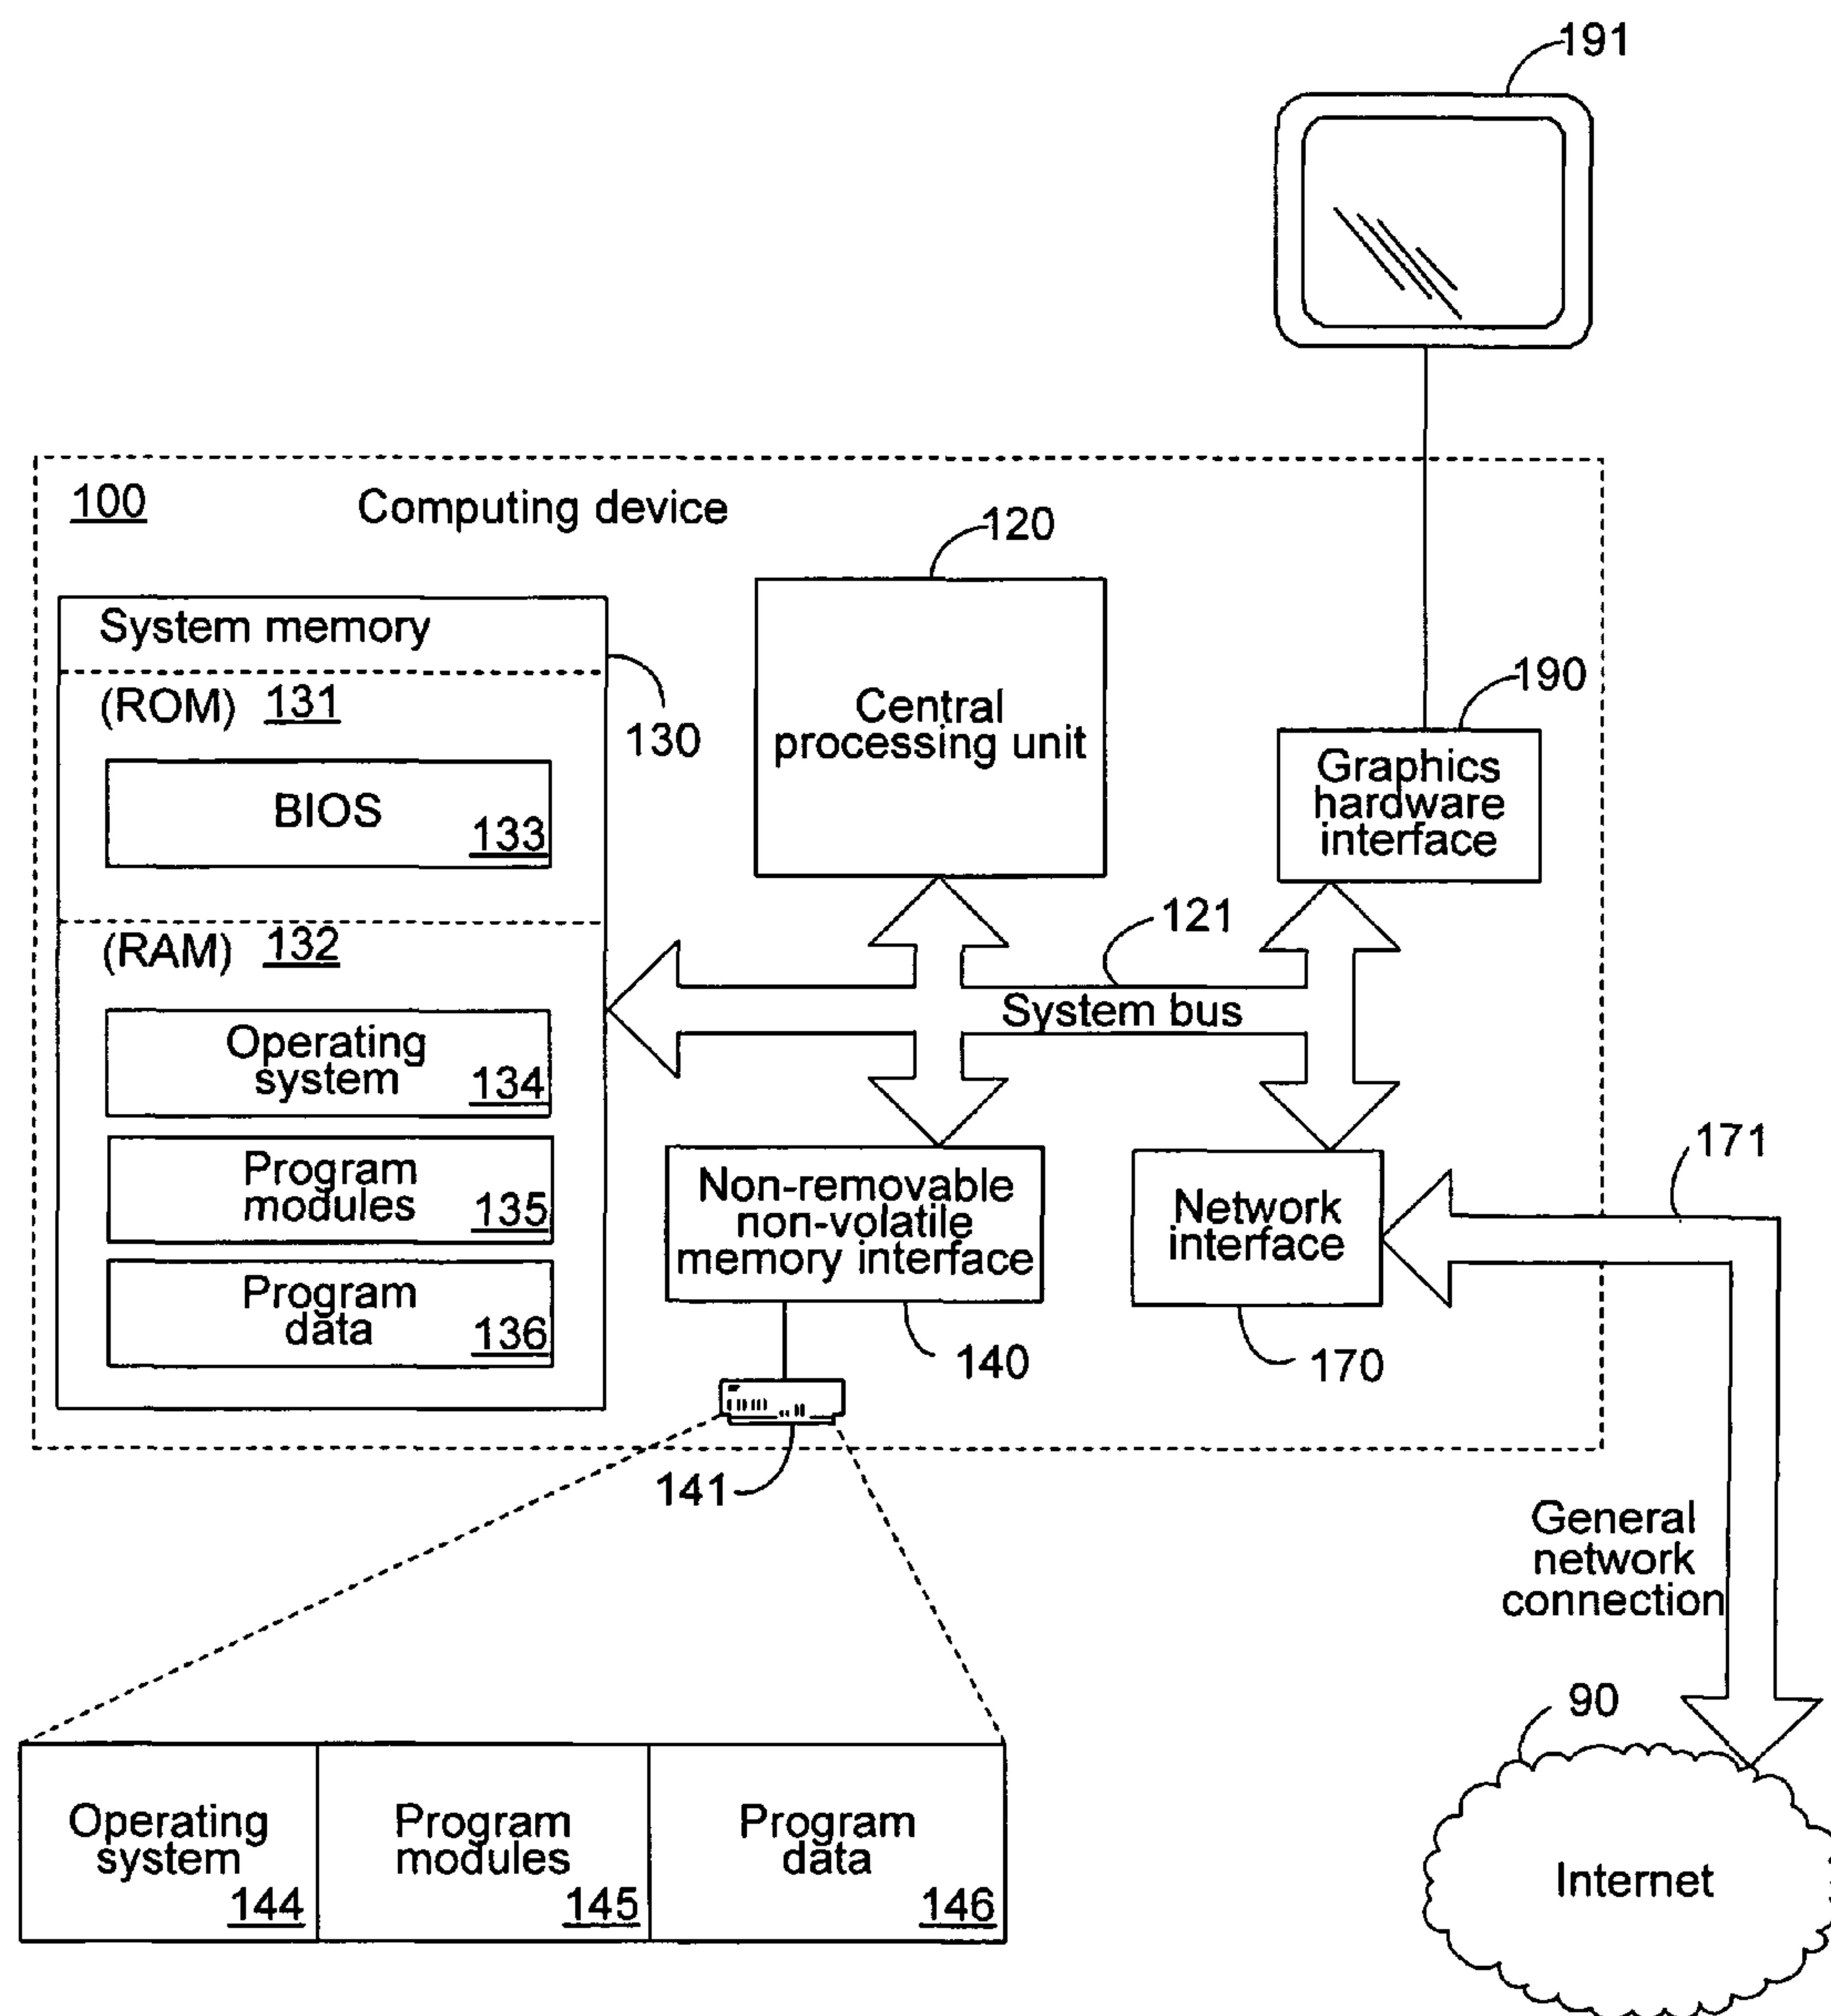 191
100
Computing device
120
System memory
(ROM) 131
130
BIOS
133
Central
processing unit
190
Graphics
hardware
interface
(RAM) 132
121
System bus
Operating
system
134
Program
modules
135
Program
data
136
Non-removable
non-volatile
memory interface
140
Network
interface
170
171
141
General
network
connection
90
Operating
system
144
Program
modules
145
Program
data
146
Internet